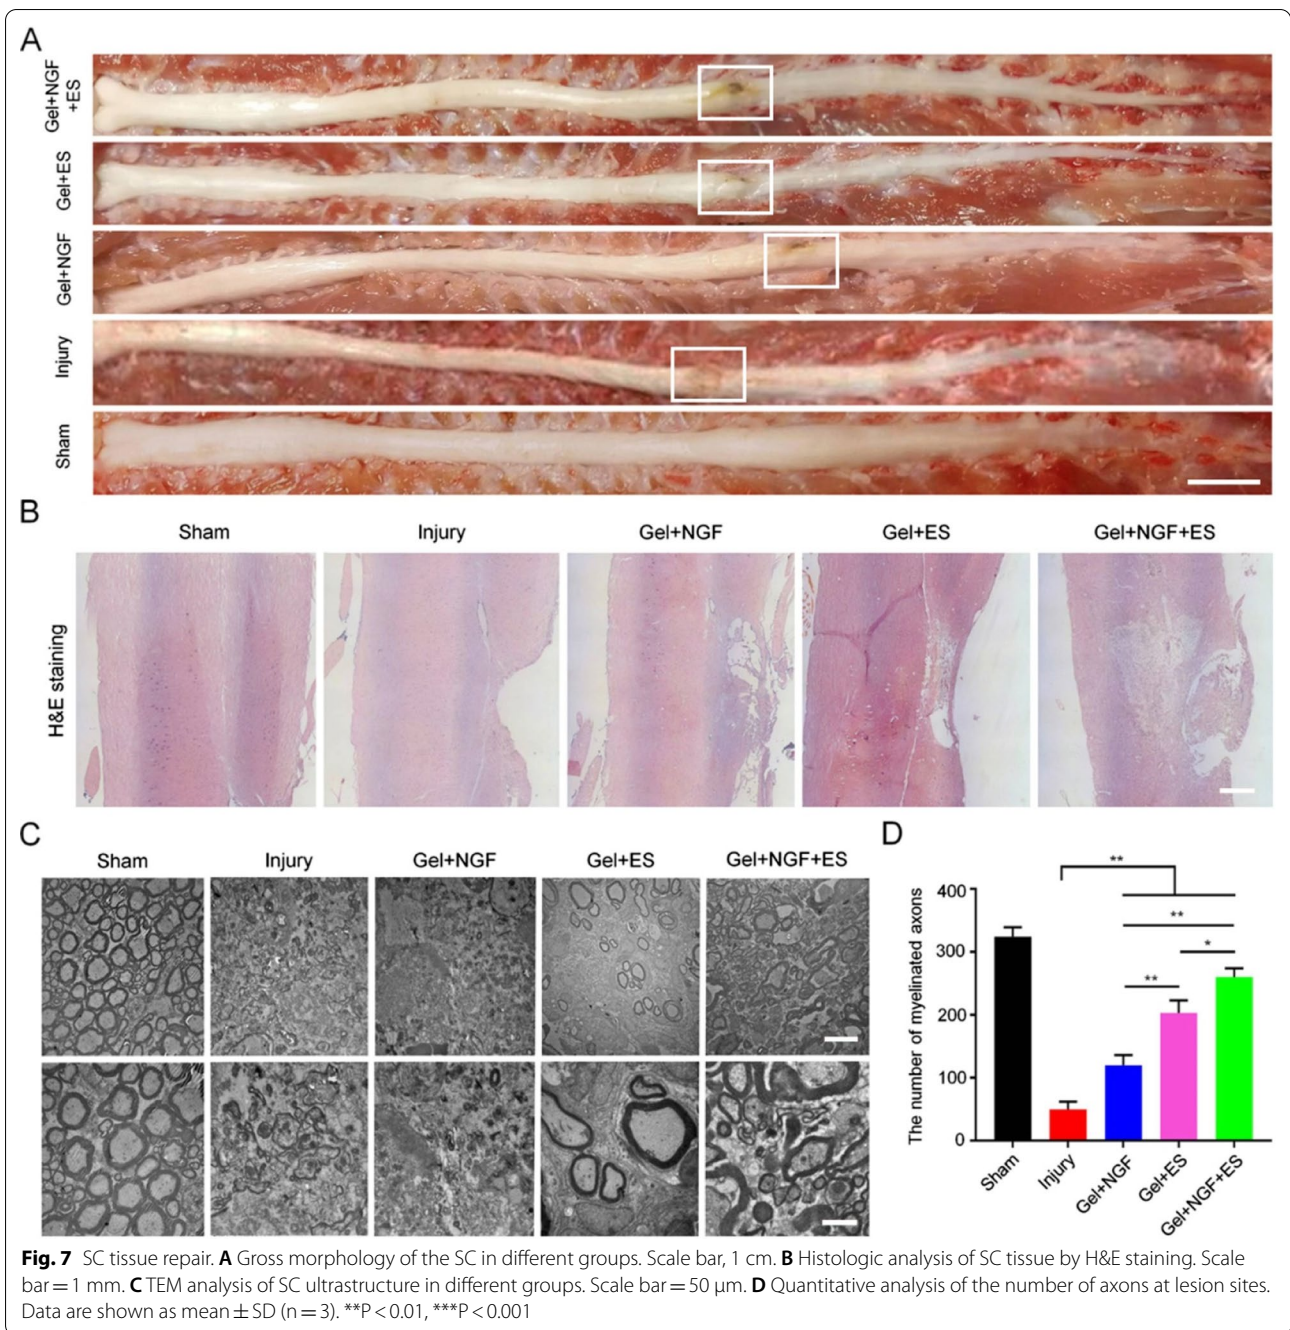 A
Gel+NGF
+ES
Gel+ES
Gel+NGF
Injury
Sham
B
Sham Injury Gel+NGF Gel+ES Gel+NGF+ES
H&E staining
C
Sham Injury Gel+NGF Gel+ES Gel+NGF+ES
D
The number of myelinated axons
400
300
200
100
0
**
**
*
**
Sham
Injury
Gel+NGF
Gel+ES
Gel+NGF+ES
Fig. 7 SC tissue repair. A Gross morphology of the SC in different groups. Scale bar, 1 cm. B Histologic analysis of SC tissue by H&E staining. Scale
bar = 1 mm. C TEM analysis of SC ultrastructure in different groups. Scale bar = 50 μm. D Quantitative analysis of the number of axons at lesion sites.
Data are shown as mean ± SD (n = 3). **P < 0.01, ***P < 0.001